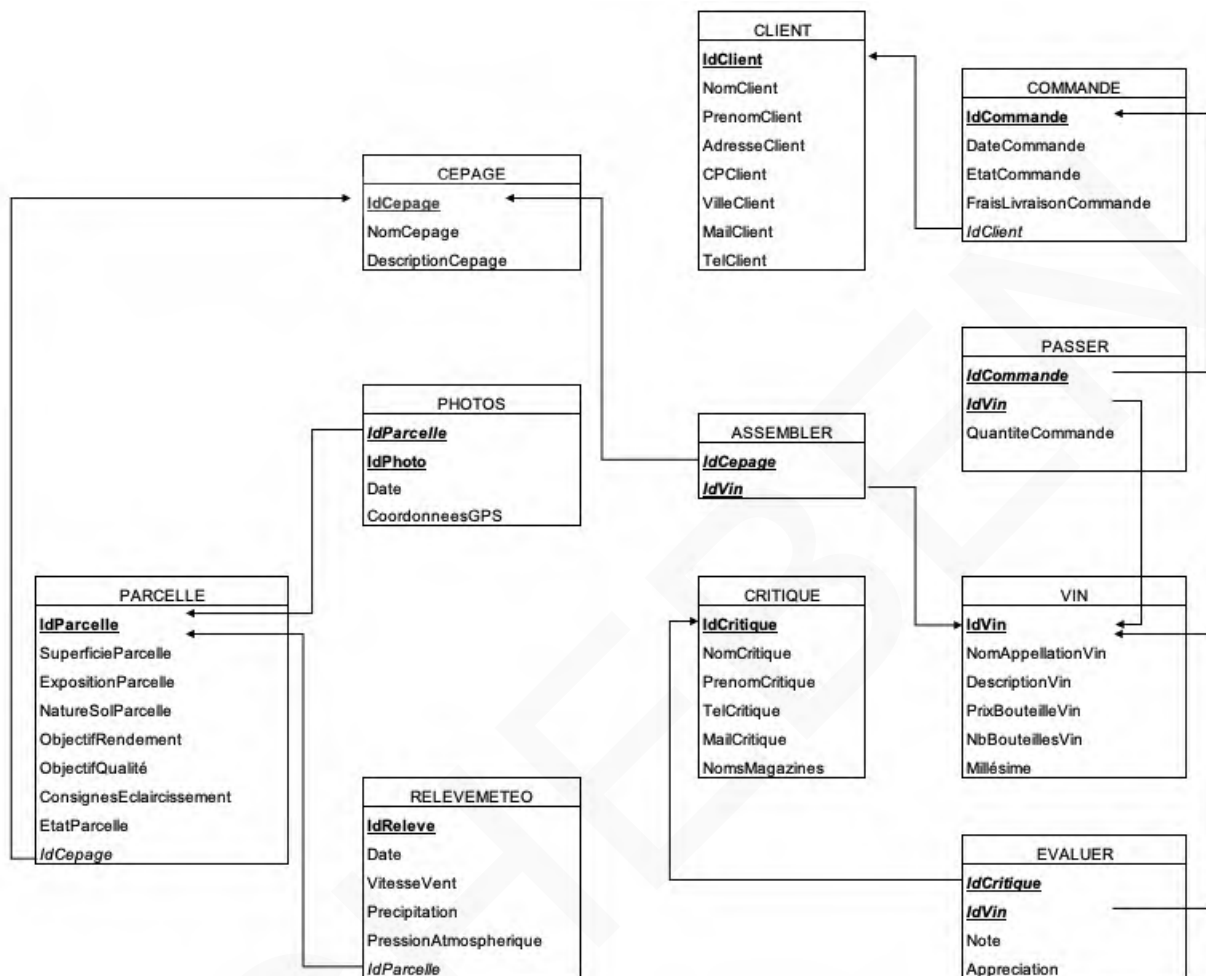 CLIENT
IdClient
NomClient
PrenomClient
AdresseClient
CPClient
VilleClient
MailClient
TelClient
COMMANDE
IdCommande
DateCommande
EtatCommande
FraisLivraisonCommande
IdClient
CEPAGE
IdCepage
NomCepage
DescriptionCepage
PASSER
IdCommande
IdVin
QuantiteCommande
PHOTOS
IdParcelle
IdPhoto
Date
CoordonneesGPS
ASSEMBLER
IdCepage
IdVin
PARCELLE
IdParcelle
SuperficieParcelle
ExpositionParcelle
NatureSolParcelle
ObjectifRendement
ObjectifQualité
ConsignesEclaircissement
EtatParcelle
IdCepage
CRITIQUE
IdCritique
NomCritique
PrenomCritique
TelCritique
MailCritique
NomsMagazines
VIN
IdVin
NomAppellationVin
DescriptionVin
PrixBouteilleVin
NbBouteillesVin
Millésime
RELEVEMETEO
IdReleve
Date
VitesseVent
Precipitation
PressionAtmospherique
IdParcelle
EVALUER
IdCritique
IdVin
Note
Appreciation